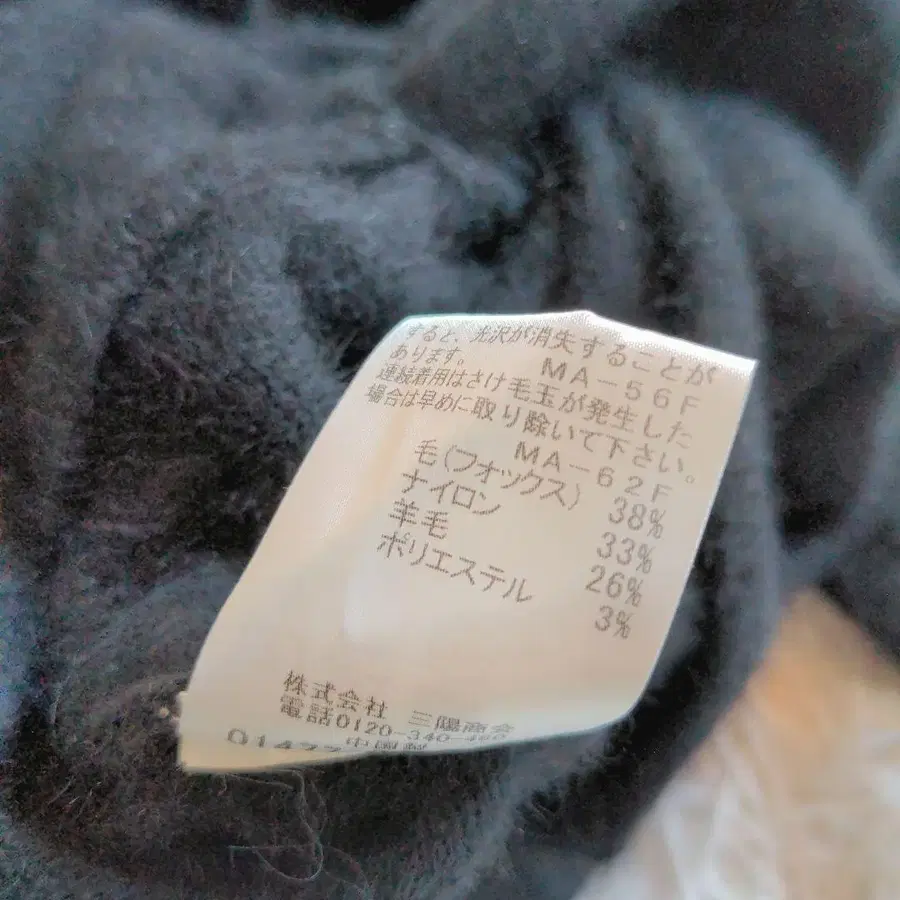 すると、光沢が消失することが
あります。 MA-56F
連続着用はさけ毛玉が発生した
場合は早めに取り除いて下さい。
MA-62F
毛(フォックス) 38%
ナイロン 33%
羊毛 26%
ポリエステル 3%
株式会社 三陽商会
電話0120-340-460
01477 中国製